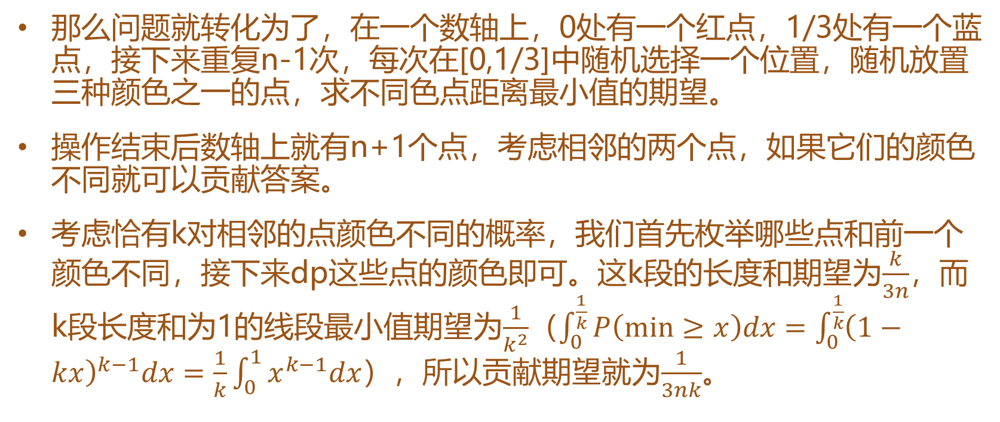 • 那么问题就转化为了，在一个数轴上，0处有一个红点，1/3处有一个蓝
点，接下来重复n-1次，每次在[0,1/3]中随机选择一个位置，随机放置
三种颜色之一的点，求不同色点距离最小值的期望。
• 操作结束后数轴上就有n+1个点，考虑相邻的两个点，如果它们的颜色
不同就可以贡献答案。
• 考虑恰有k对相邻的点颜色不同的概率，我们首先枚举哪些点和前一个
颜色不同，接下来dp这些点的颜色即可。这k段的长度和期望为$\frac{k}{3n}$，而
k段长度和为1的线段最小值期望为$\frac{1}{k^2}$（$\int_0^{\frac{1}{k}} P(\min \geq x)dx = \int_0^{\frac{1}{k}}(1 -$
$kx)^{k-1}dx = \frac{1}{k}\int_0^1 x^{k-1}dx$），所以贡献期望就为$\frac{1}{3nk}$。